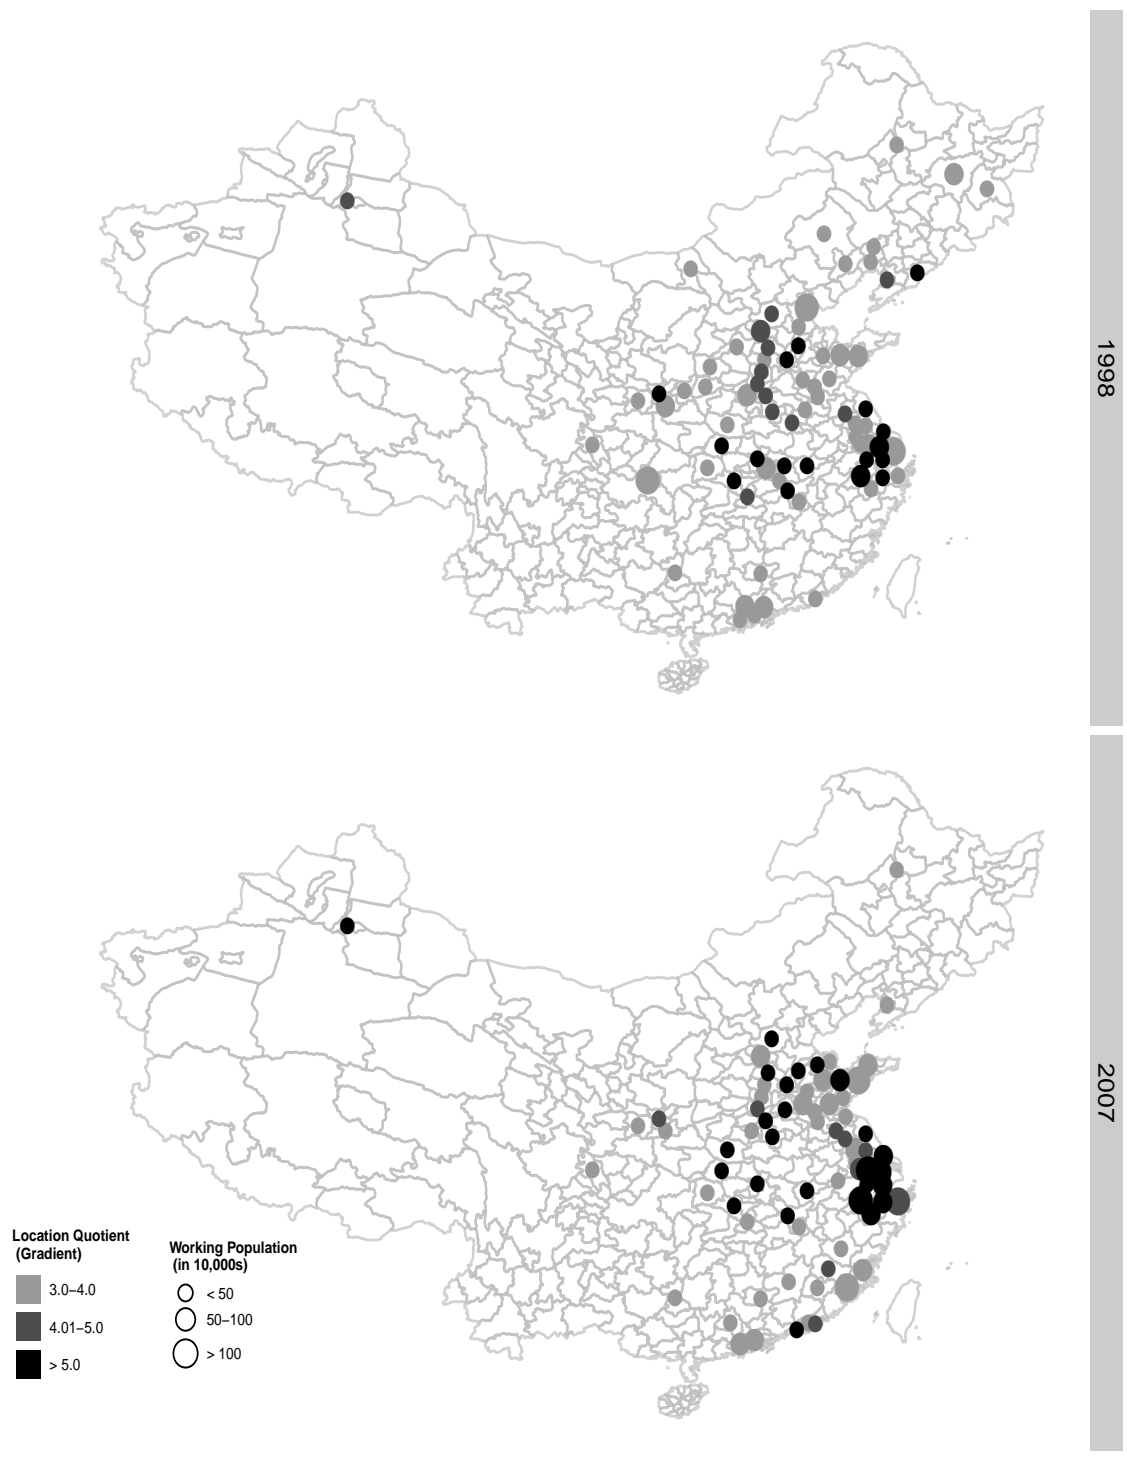 1998
2007
Location Quotient
(Gradient)
3.0–4.0
4.01–5.0
> 5.0
Working Population
(in 10,000s)
< 50
50–100
> 100